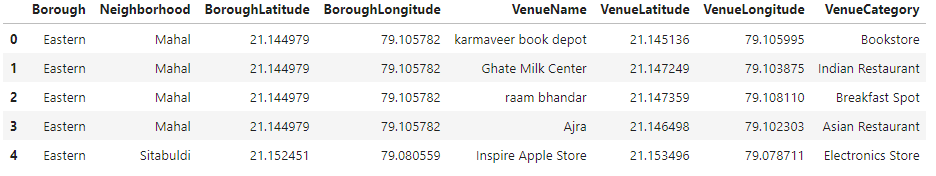 Borough Neighborhood BoroughLatitude BoroughLongitude VenueName VenueLatitude VenueLongitude VenueCategory
0 Eastern Mahal 21.144979 79.105782 karmaveer book depot 21.145136 79.105995 Bookstore
1 Eastern Mahal 21.144979 79.105782 Ghate Milk Center 21.147249 79.103875 Indian Restaurant
2 Eastern Mahal 21.144979 79.105782 raam bhandar 21.147359 79.108110 Breakfast Spot
3 Eastern Mahal 21.144979 79.105782 Ajra 21.146498 79.102303 Asian Restaurant
4 Eastern Sitabuldi 21.152451 79.080559 Inspire Apple Store 21.153496 79.078711 Electronics Store